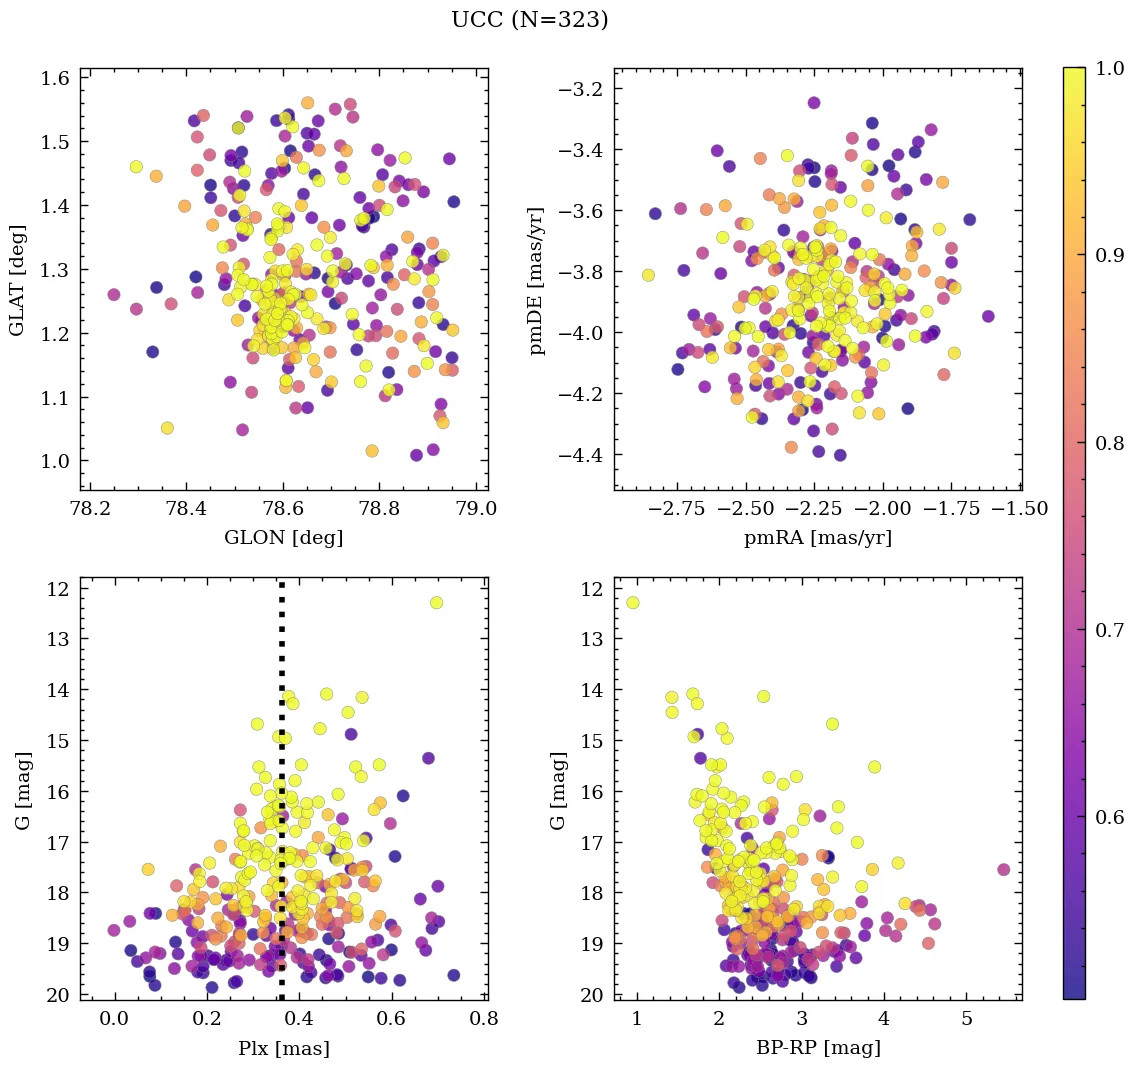 UCC (N=323)
1.6
1.5
1.4
1.3
1.2
1.1
1.0
GLAT [deg]
78.2 78.4 78.6 78.8 79.0
GLON [deg]
−3.2
−3.4
−3.6
−3.8
−4.0
−4.2
−4.4
pmDE [mas/yr]
−2.75 −2.50 −2.25 −2.00 −1.75 −1.50
pmRA [mas/yr]
12
13
14
15
16
17
18
19
20
G [mag]
0.0 0.2 0.4 0.6 0.8
Plx [mas]
12
13
14
15
16
17
18
19
20
G [mag]
1 2 3 4 5
BP-RP [mag]
1.0
0.9
0.8
0.7
0.6